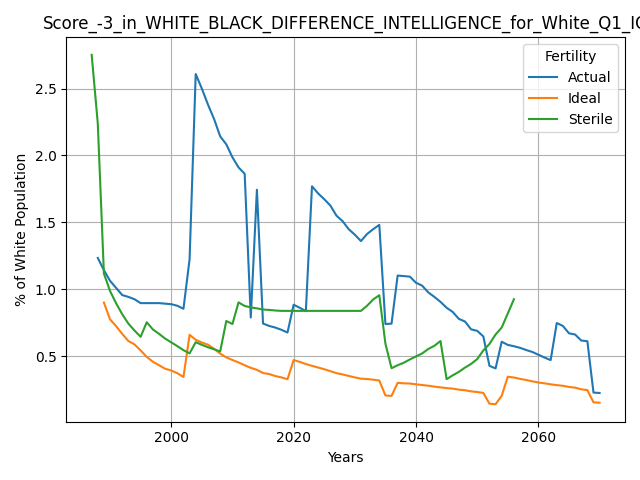 Score_-3_in_WHITE_BLACK_DIFFERENCE_INTELLIGENCE_for_White_Q1_IQ
Fertility
Actual
Ideal
Sterile
% of White Population
2.5
2.0
1.5
1.0
0.5
2000
2020
2040
2060
Years